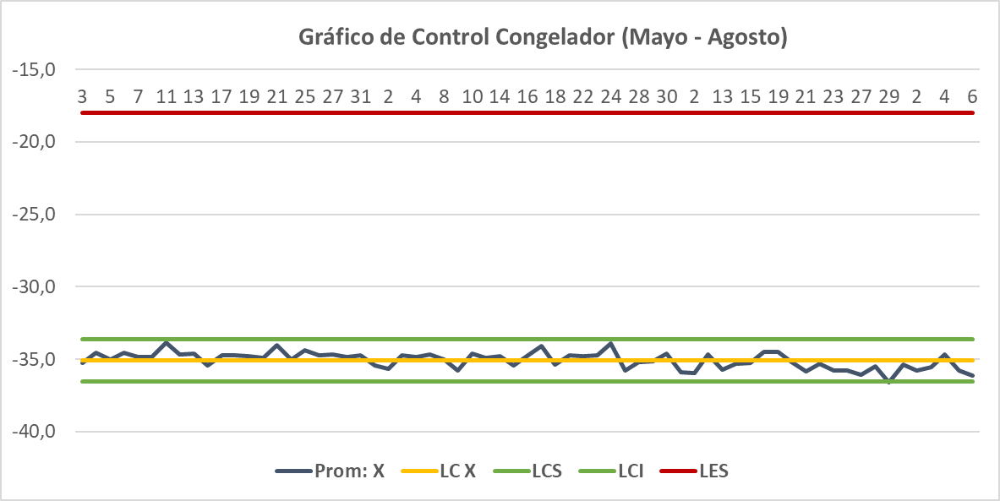 Gráfico de Control Congelador (Mayo - Agosto)
-15,0
3 5 7 11 13 17 19 21 25 27 31 2 4 8 10 14 16 18 22 24 28 30 2 13 15 19 21 23 27 29 2 4 6
-20,0
-25,0
-30,0
-35,0
-40,0
Prom: X LC X LCS LCI LES